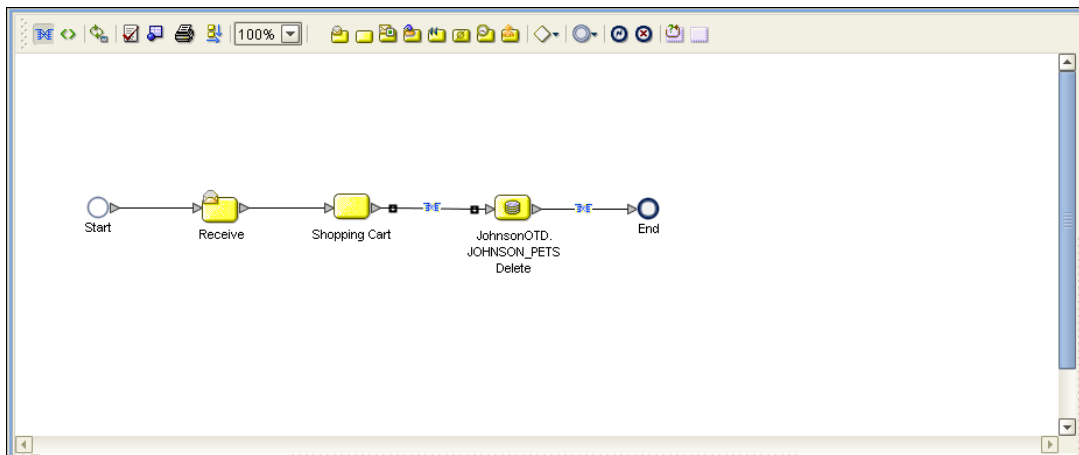 100%
Start
Receive
Shopping Cart
JohnsonOTD.
JOHNSON_PETS
Delete
End